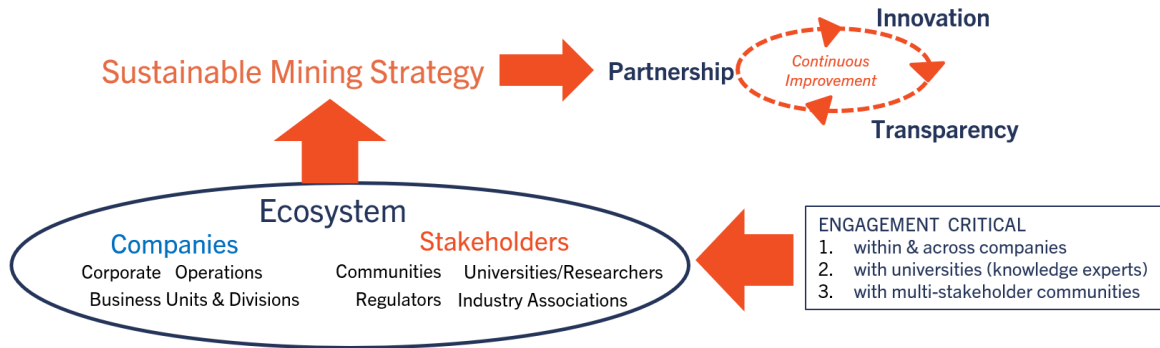 Innovation
Sustainable Mining Strategy
Partnership
Continuous
Improvement
Transparency
Ecosystem
Companies
Corporate Operations
Business Units & Divisions
Stakeholders
Communities Universities/Researchers
Regulators Industry Associations
ENGAGEMENT CRITICAL
1. within & across companies
2. with universities (knowledge experts)
3. with multi-stakeholder communities